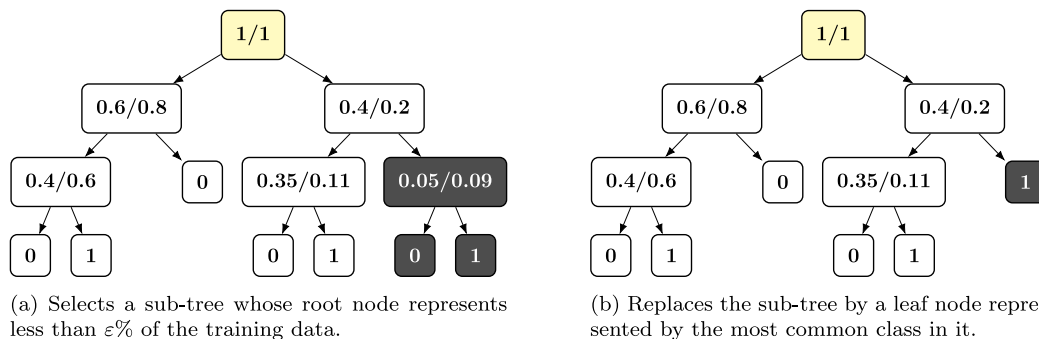 1/1
0.6/0.8 0.4/0.2
0.4/0.6 0 0.35/0.11 0.05/0.09
0 1 0 1 0 1
(a) Selects a sub-tree whose root node represents
less than ε% of the training data.
1/1
0.6/0.8 0.4/0.2
0.4/0.6 0 0.35/0.11 1
0 1 0 1
(b) Replaces the sub-tree by a leaf node repre
sented by the most common class in it.